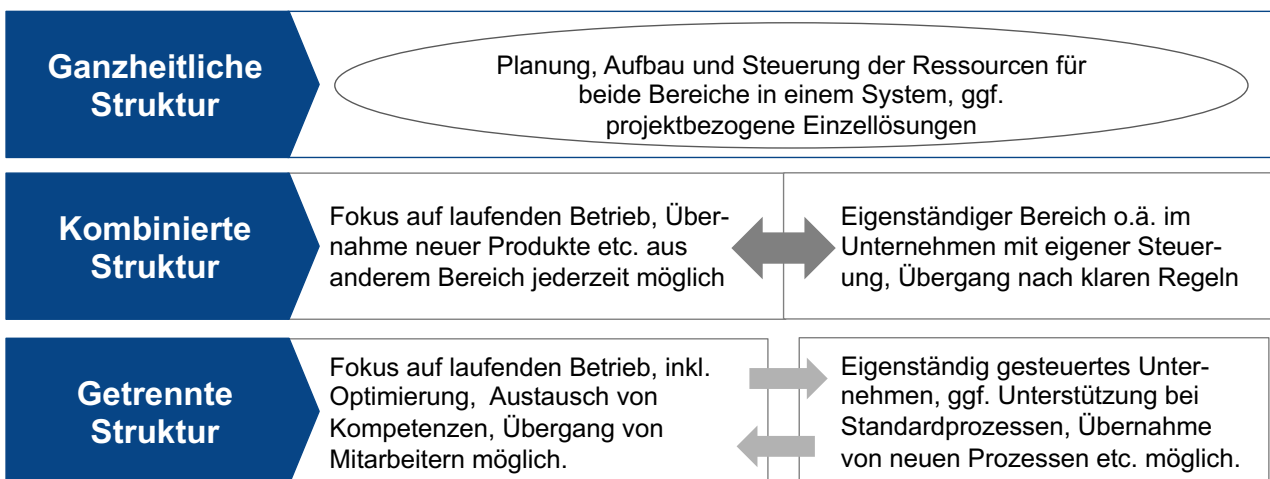 Ganzheitliche
Struktur
Planung, Aufbau und Steuerung der Ressourcen für
beide Bereiche in einem System, ggf.
projektbezogene Einzellösungen
Kombinierte
Struktur
Fokus auf laufenden Betrieb, Über-
nahme neuer Produkte etc. aus
anderem Bereich jederzeit möglich
Eigenständiger Bereich o.ä. im
Unternehmen mit eigener Steuer-
ung, Übergang nach klaren Regeln
Getrennte
Struktur
Fokus auf laufenden Betrieb, inkl.
Optimierung, Austausch von
Kompetenzen, Übergang von
Mitarbeitern möglich.
Eigenständig gesteuertes Unter-
nehmen, ggf. Unterstützung bei
Standardprozessen, Übernahme
von neuen Prozessen etc. möglich.